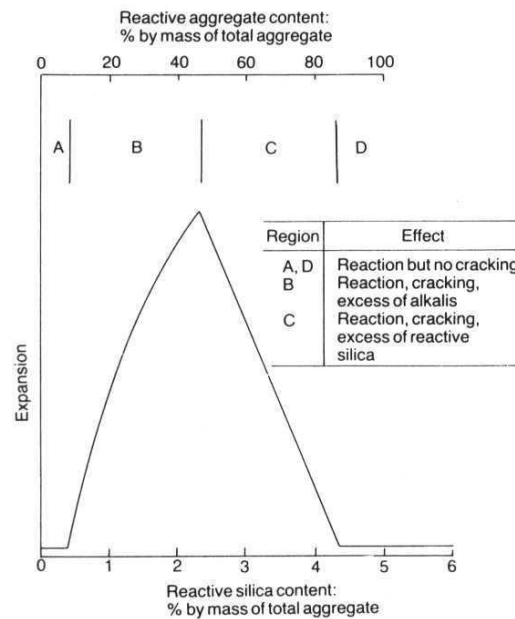 Reactive aggregate content:
% by mass of total aggregate
0 20 40 60 80 100
A B C D
Region Effect
A, D Reaction but no cracking
B Reaction, cracking,
excess of alkalis
C Reaction, cracking,
excess of reactive
silica
Expansion
0 1 2 3 4 5 6
Reactive silica content:
% by mass of total aggregate